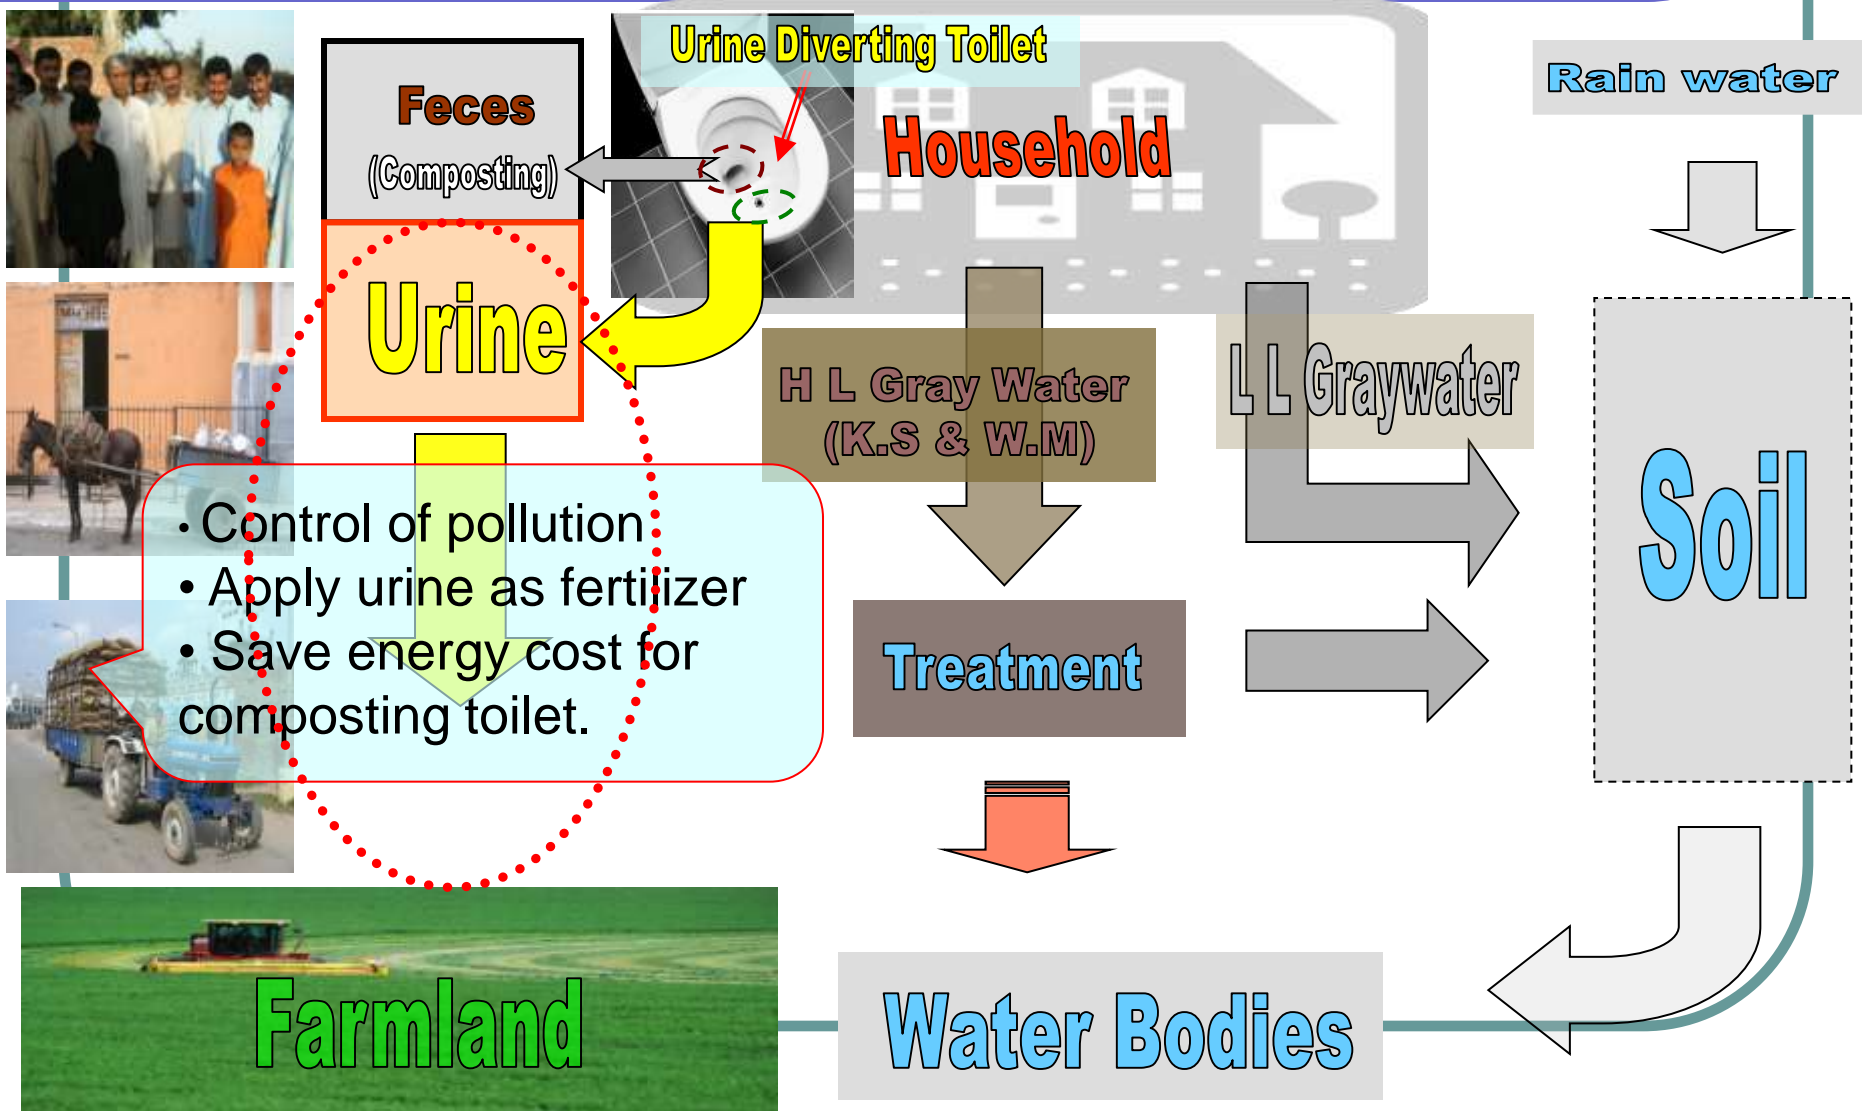 Urine Diverting Toilet
Rain water
Feces
(Composting)
Household
Urine
H L Gray Water
(K.S & W.M)
L L Graywater
Soil
• Control of pollution
• Apply urine as fertilizer
• Save energy cost for
composting toilet.
Treatment
Farmland
Water Bodies